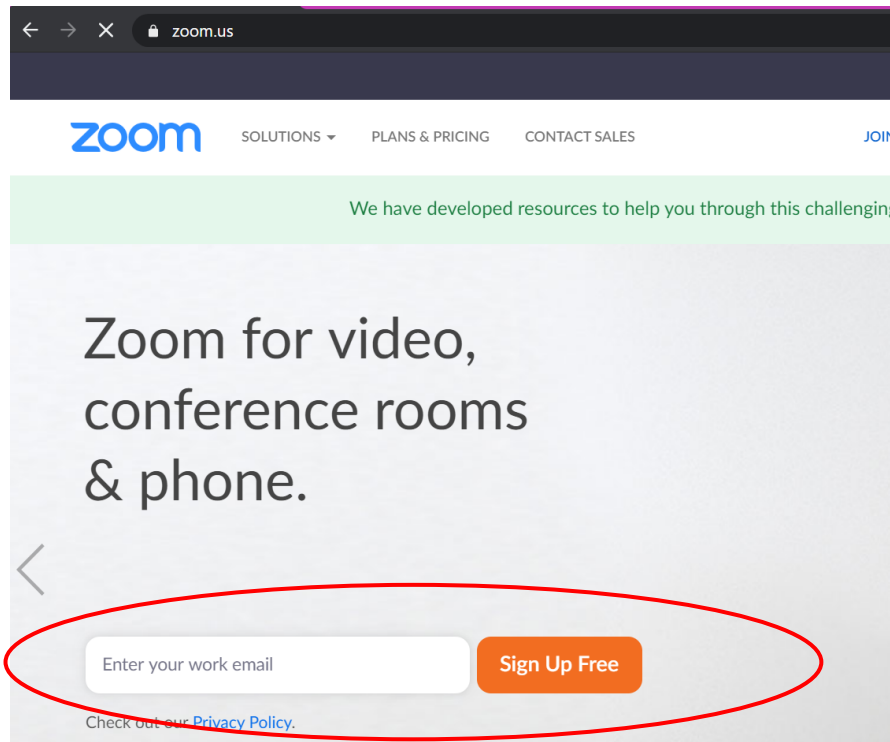 zoom.us
zoom
SOLUTIONS PLANS & PRICING CONTACT SALES
We have developed resources to help you through this
Zoom for video,
conference rooms
& phone.
Enter your work email
Sign Up Free
Check out our Privacy Policy.